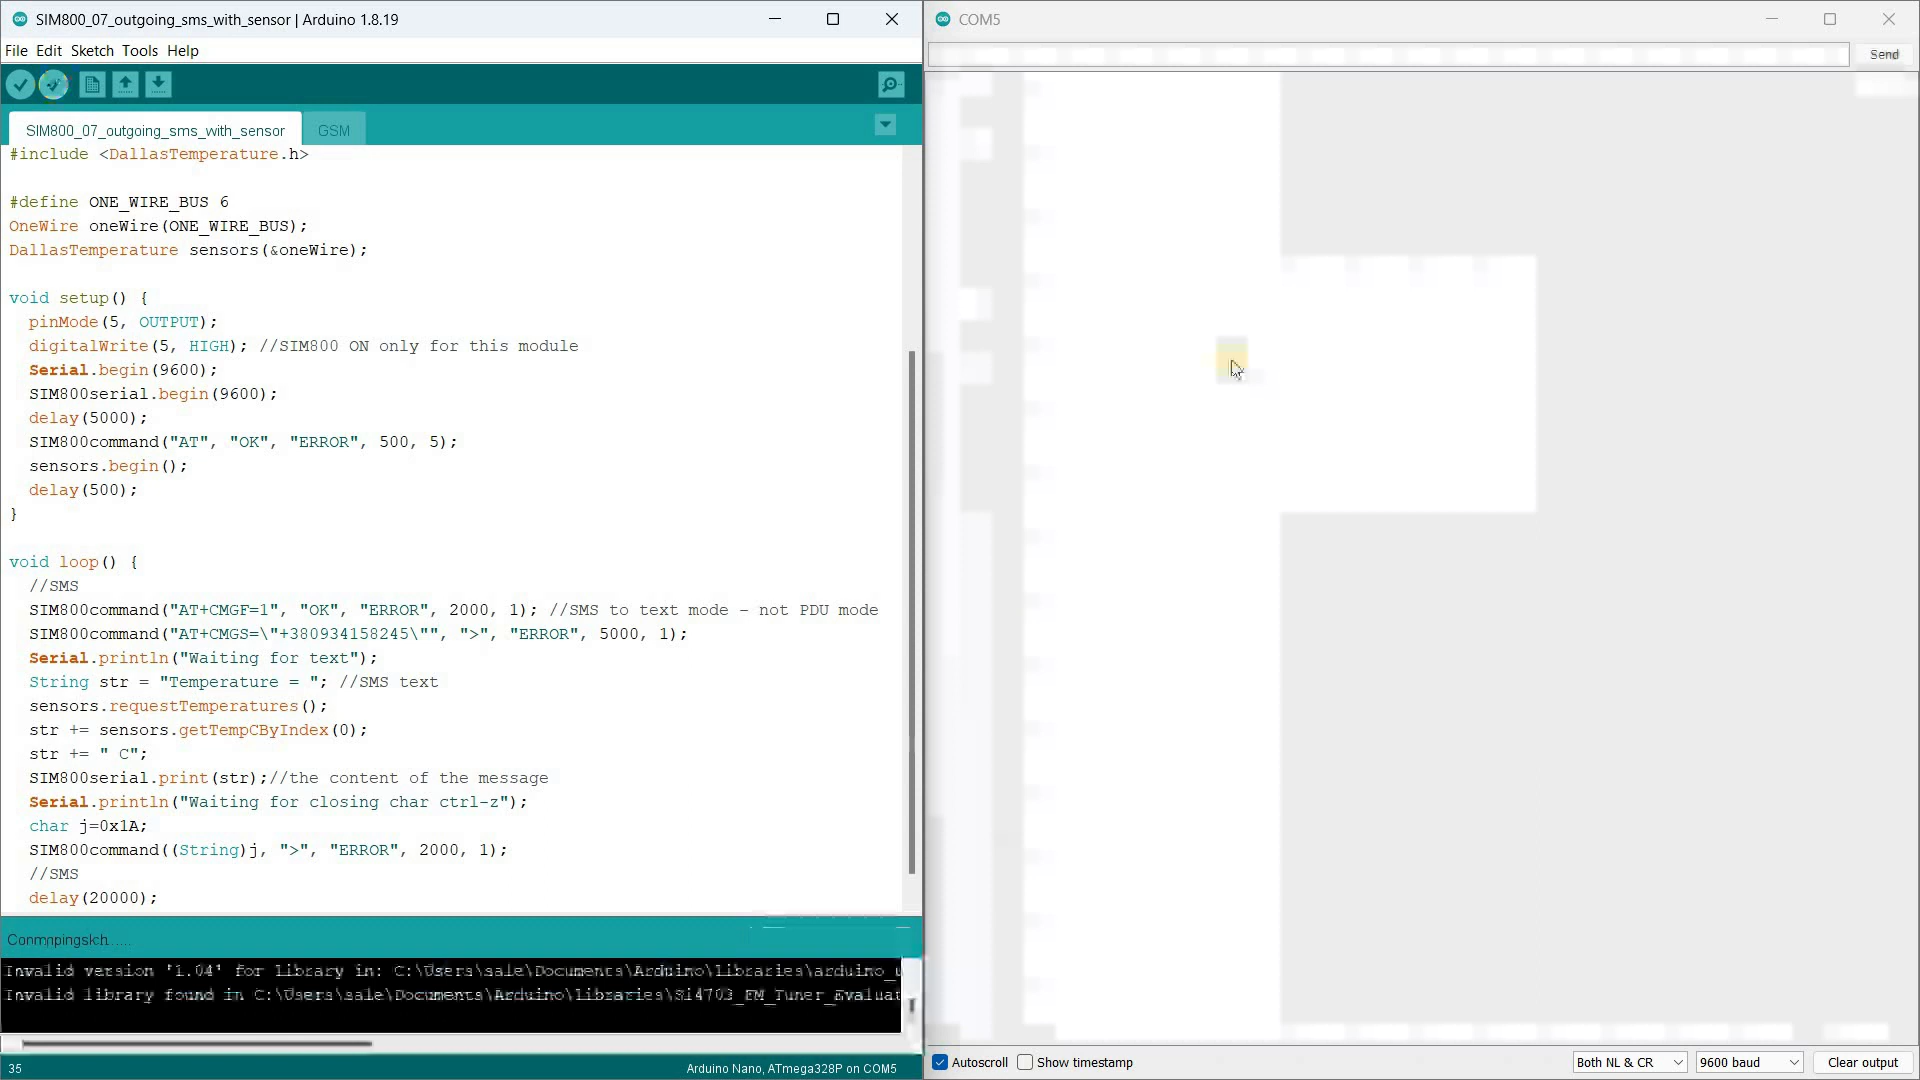 SIM800_07_outgoing_sms_with_sensor | Arduino 1.8.19
File Edit Sketch Tools Help
SIM800_07_outgoing_sms_with_sensor GSM
#include <DallasTemperature.h>
#define ONE_WIRE_BUS 6
OneWire oneWire(ONE_WIRE_BUS);
DallasTemperature sensors(&oneWire);
void setup() {
pinMode(5, OUTPUT);
digitalWrite(5, HIGH); //SIM800 ON only for this module
Serial.begin(9600);
SIM800serial.begin(9600);
delay(5000);
SIM800command("AT", "OK", "ERROR", 500, 5);
sensors.begin();
delay(500);
}
void loop() {
//SMS
SIM800command("AT+CMGF=1", "OK", "ERROR", 2000, 1); //SMS to text mode - not PDU mode
SIM800command("AT+CMGS=\"+380934158245\"", ">", "ERROR", 5000, 1);
Serial.println("Waiting for text");
String str = "Temperature = "; //SMS text
sensors.requestTemperatures();
str += sensors.getTempCByIndex(0);
str += " C";
SIM800serial.print(str);//the content of the message
Serial.println("Waiting for closing char ctrl-z");
char j=0x1A;
SIM800command((String)j, ">", "ERROR", 2000, 1);
//SMS
delay(20000);
Invalid version '1.04' for library in: C:\Users\sale\Documents\Arduino\libraries\arduino_
Invalid library found in C:\Users\sale\Documents\Arduino\libraries\Si4703_FM_Tuner_Evaluat
35
Arduino Nano, ATmega328P on COM5
COM5
Send
Autoscroll Show timestamp Both NL & CR 9600 baud Clear output